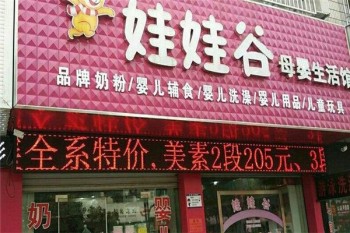 娃娃谷
母婴生活馆
品牌奶粉/婴儿辅食/婴儿洗澡/婴儿用品/儿童玩具
美全系特价,美素2段205元、3段
奶
婴儿